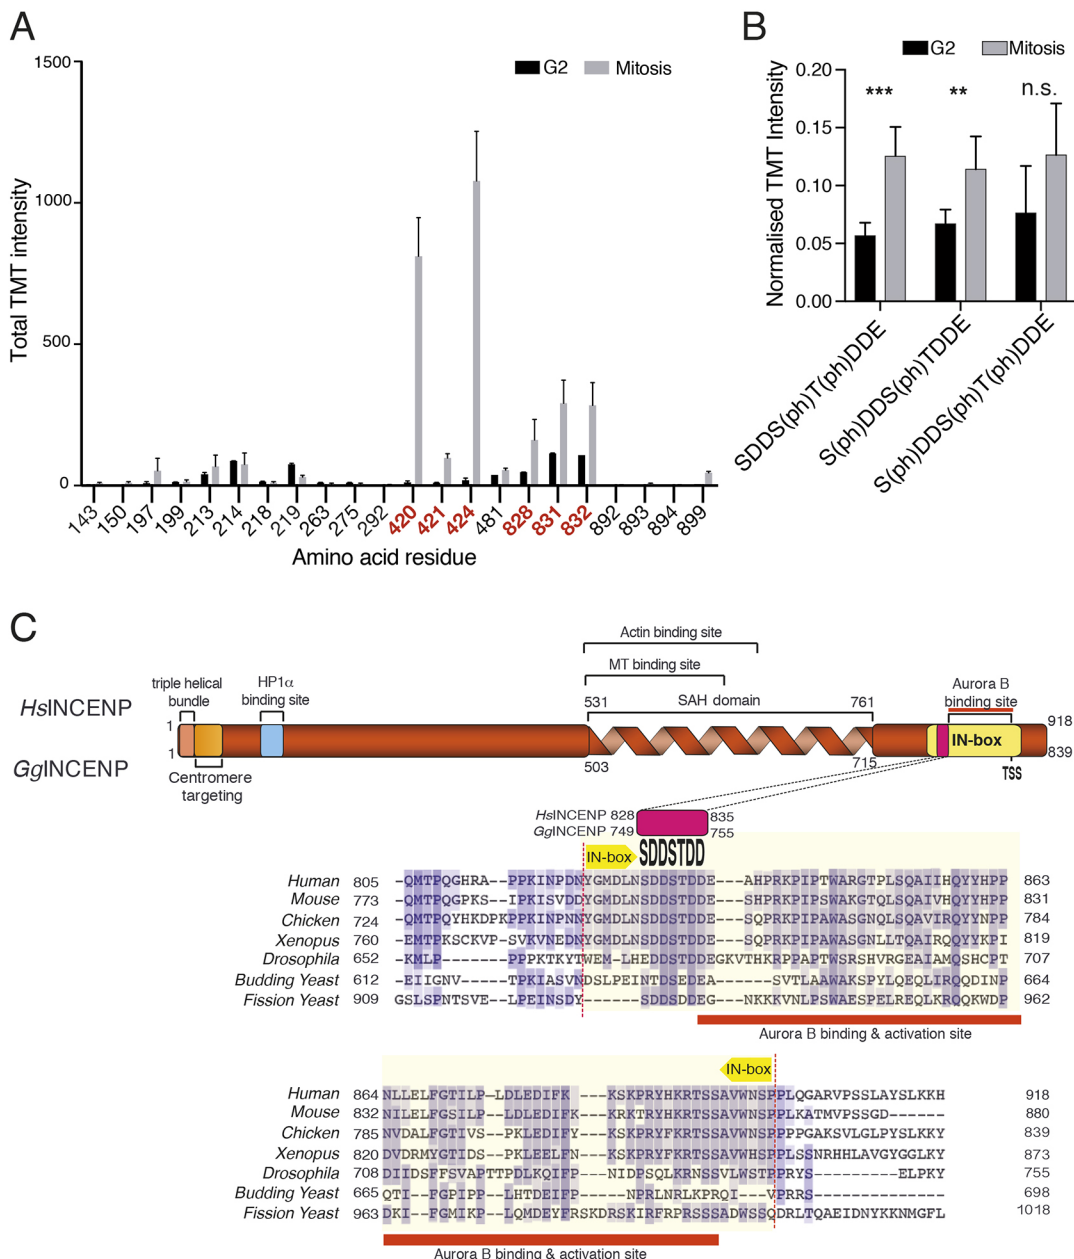 A
B
G2 Mitosis
1500
1000
500
0
Total TMT intensity
143 150 197 199 213 214 218 219 263 275 292 420 421 424 481 828 831 832 892 893 894 899
Amino acid residue
G2 Mitosis
0.20
0.15
0.10
0.05
0.00
Normalised TMT Intensity
*** ** n.s.
SDDS(ph)T(ph)DDE
S(ph)DDS(ph)TDDE
S(ph)DDS(ph)T(ph)DDE
C
Actin binding site
MT binding site
triple helical bundle
HP1α binding site
531 SAH domain 761
Aurora B binding site
HsINCENP 1 918
GgINCENP 1 839
IN-box
503 715
TSS
Centromere targeting
HsINCENP 828 835
GgINCENP 749 755
IN-box SDDSTDD
Human 805 -QMTPQGHRA--PPKINPDNYGMDLNSDDSTDDE---AHPRKPIPTWARGTPLSQAIIHQYYHPP 863
Mouse 773 -QMTPQGPKS--IPKISVDDYGMDLNSDDSTDDE---SHPRKPIPSWAKGTQLSQAIVHQYYHPP 831
Chicken 724 -QMTPQYHKDPKPPKINPNNYGMDLNSDDSTDDE---SQPRKPIPAWASGNQLSQAVIRQYYNPP 784
Xenopus 760 -EMTPKSCKVP-SVKVNEDNYGMDLNSDDSTDDE---SQPRKPIPAWASGNLLTQAIRQQYYKPI 819
Drosophila 652 -KMLP------PPPKTKYTWEML-HEDDSTDDEGKVTHKRPPAPTWSRSHVRGEAIAMQSHCPT 707
Budding Yeast 612 -EIIGNV----TPKIASVNDSLPEINTDSEDEA-----SVTLAAWAKSPYLQEQLIRQQDINP 664
Fission Yeast 909 GSLSPNTSVE--LPEINSDY------SDDSDDEG---NKKKVNLPSWAESPELREQLKRQQKWDP 962
Aurora B binding & activation site
IN-box
Human 864 NLLELFGTILP-LDLEDIFK---KSKPRYHKRTSSAVWNSPPLQGARVPSSLAYSLKKH 918
Mouse 832 NILELFGSILP-LDLEDIFK---KRKTRYHKRTSSAVWNSPPLKATMVPSSGD------ 880
Chicken 785 NVDALFGTIVS--PKLEDIFY---KSKPRYFKRTSSAVWNSPPPPGAKSVLGLPYSLKKY 839
Xenopus 820 DVDRMYGTIDS--PKLEELFN---KSKPRYFKRTSSAVWHSPPLSSNRHHLAVGYGGLKY 873
Drosophila 708 DIIDSFFSVAPTTPDLKQIFP---NIDPSQLKRNSSVLWSTPPRYS---------ELPKY 755
Budding Yeast 665 QTI--FGPIPP--LHTDEIFP-----NPRLNRLKPRQI---VPRRS-------------- 698
Fission Yeast 963 DKI--FGMIKP--LQMDEYFRSKDRSKIRFRPRSSSADWSSQDRLTQAEIDNYKKNMGFL 1018
Aurora B binding & activation site